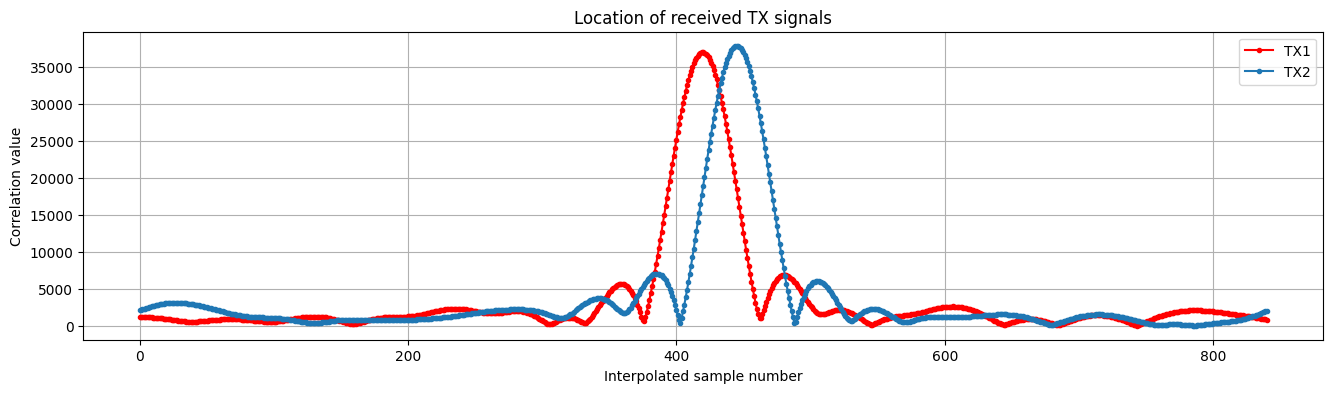 Location of received TX signals
TX1
TX2
Correlation value
35000
30000
25000
20000
15000
10000
5000
0
0 200 400 600 800
Interpolated sample number